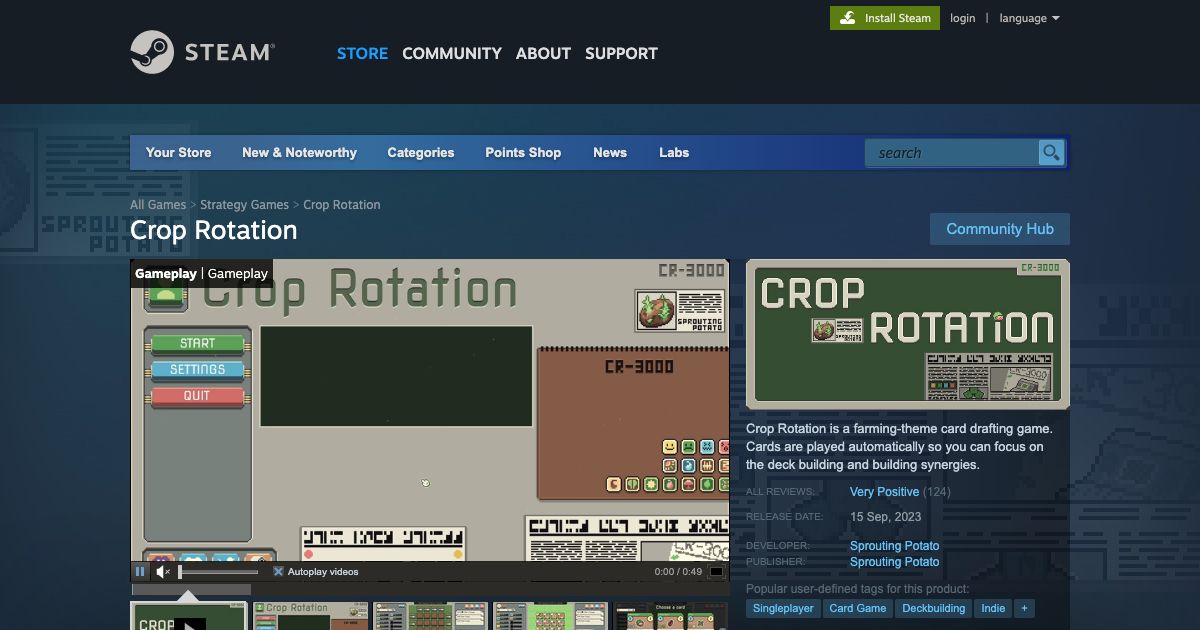 Install Steam
login | language
STEAM®
STORE COMMUNITY ABOUT SUPPORT
Your Store New & Noteworthy Categories Points Shop News Labs
search
SPROUTING
POTATO
All Games > Strategy Games > Crop Rotation
Crop Rotation
Community Hub
Gameplay | Gameplay
Crop Rotation
CR-3000
SPROUTING
POTATO
START
SETTINGS
QUIT
CR-3000
Autoplay videos
0:00 / 0:49
CR-3000
CROP
ROTATION
CR-3000
Crop Rotation is a farming-theme card drafting game.
Cards are played automatically so you can focus on
the deck building and building synergies.
ALL REVIEWS: Very Positive (124)
RELEASE DATE: 15 Sep, 2023
DEVELOPER: Sprouting Potato
PUBLISHER: Sprouting Potato
Popular user-defined tags for this product:
Singleplayer Card Game Deckbuilding Indie +
CROP
Crop Rotation
Choose a card